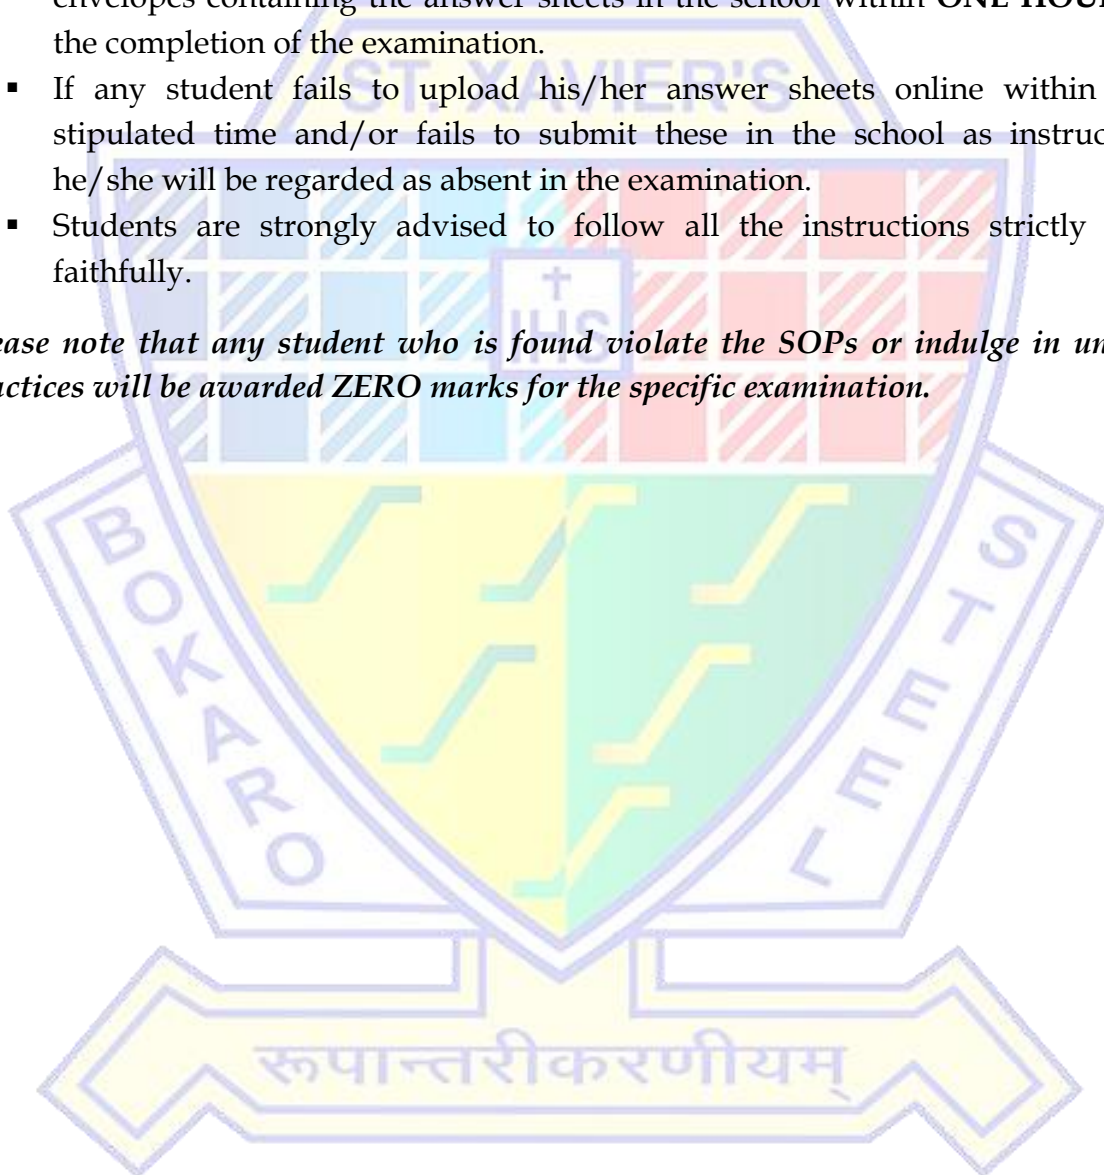 envelopes containing the answer sheets in the school within ONE HOUR
the completion of the examination.
▪ If any student fails to upload his/her answer sheets online within
stipulated time and/or fails to submit these in the school as instruc
he/she will be regarded as absent in the examination.
▪ Students are strongly advised to follow all the instructions strictly
faithfully.
ease note that any student who is found violate the SOPs or indulge in un
actices will be awarded ZERO marks for the specific examination.
ST. XAVIER'S
IHS
BOKARO
STEEL
रूपान्तरीकरणीयम्